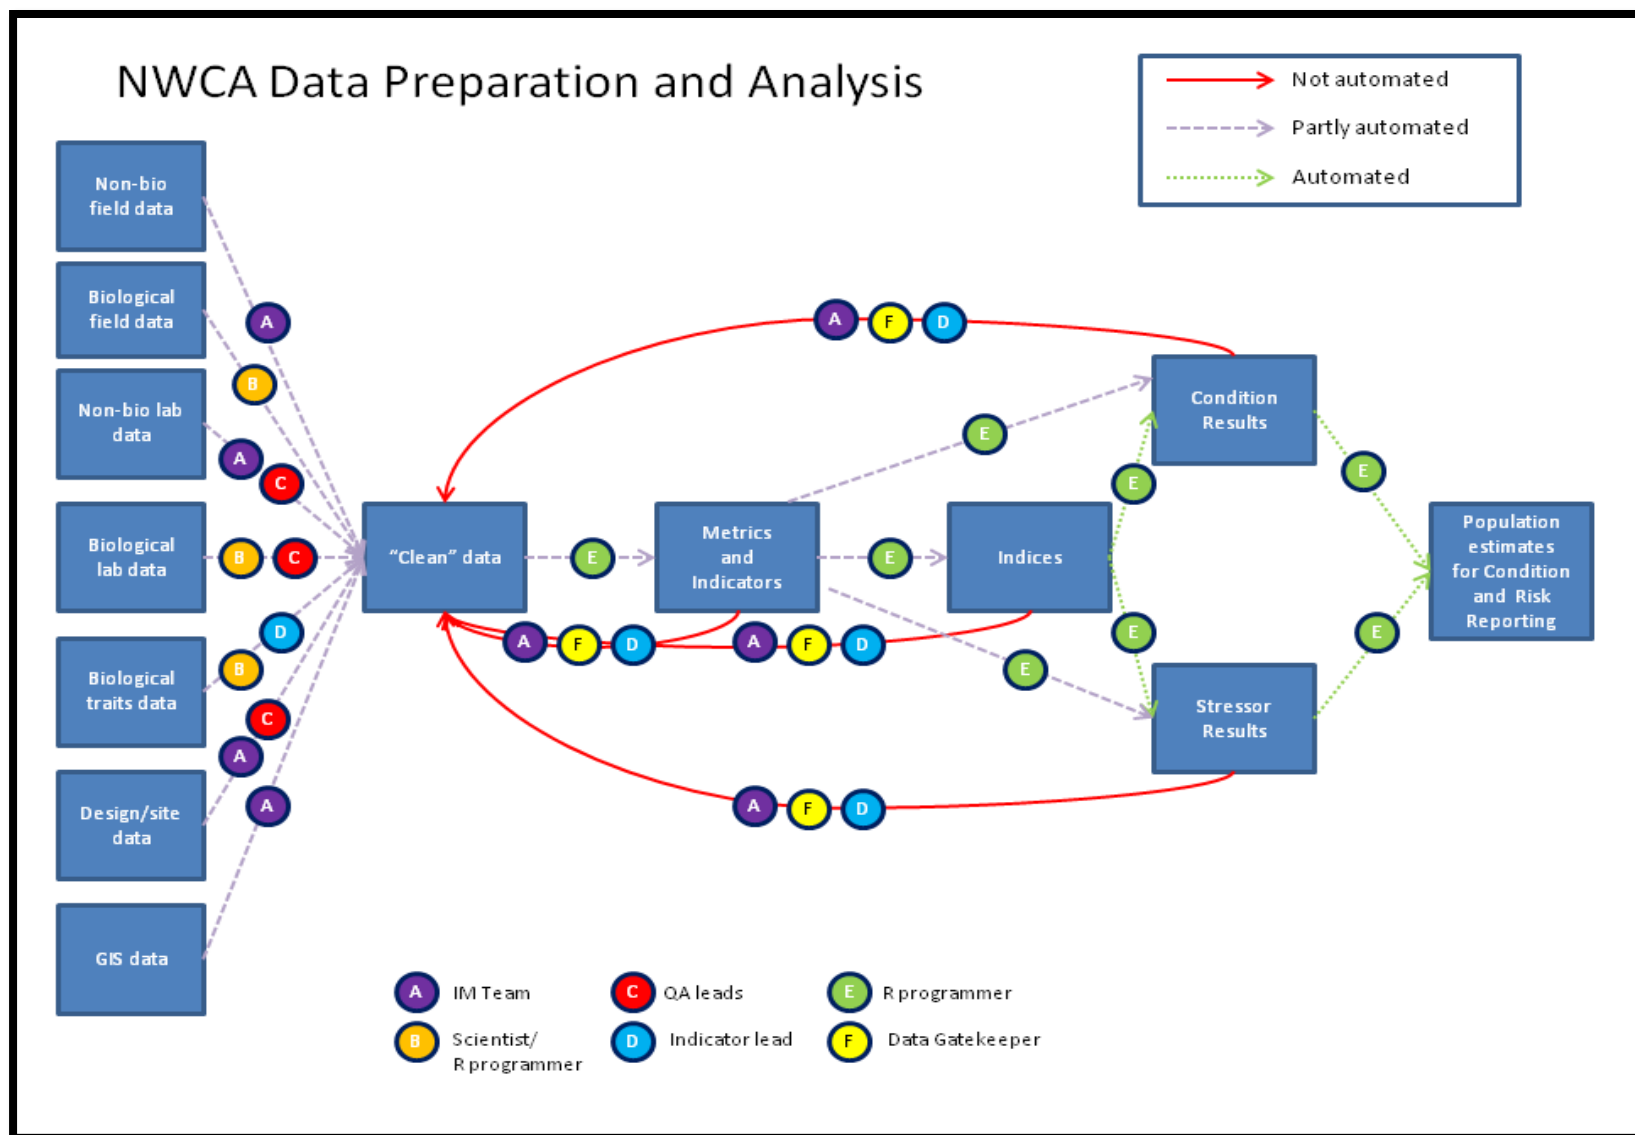 NWCA Data Preparation and Analysis
Not automated
Partly automated
Automated
Non-bio
field data
Biological
field data
Non-bio lab
data
Biological
lab data
Biological
traits data
Design/site
data
GIS data
A
B
A
C
B
C
D
B
C
A
A
“Clean” data
E
Metrics
and
Indicators
E
Indices
A
F
D
E
E
E
E
Condition
Results
Stressor
Results
E
E
Population
estimates
for Condition
and Risk
Reporting
A
F
D
A
F
D
A
F
D
A
IM Team
C
QA leads
E
R programmer
B
Scientist/
R programmer
D
Indicator lead
F
Data Gatekeeper